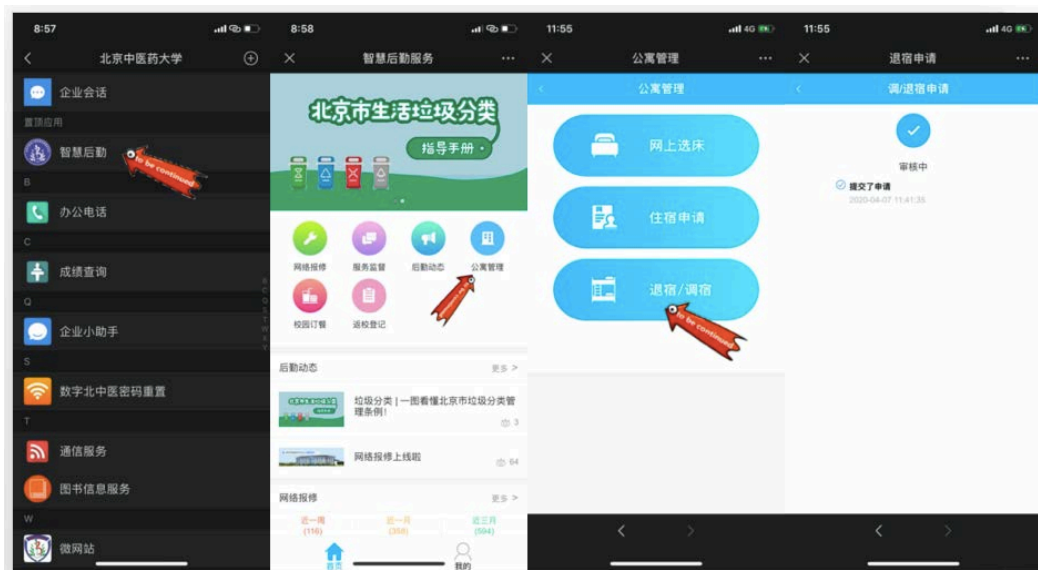 8:57
北京中医药大学
企业会话
置顶应用
智慧后勤
to be continued
B
办公电话
C
成绩查询
Q
企业小助手
S
数字北中医密码重置
T
通信服务
图书信息服务
W
微网站
8:58
智慧后勤服务
北京市生活垃圾分类
指导手册
网络报修
服务监督
后勤动态
公寓管理
校园订餐
返校登记
后勤动态
更多 >
垃圾分类 | 一图看懂北京市垃圾分类管
理条例!
3
网络报修上线啦
64
网络报修
更多 >
近一周
近一月
近三月
(116)
(594)
首页
我的
11:55
4G
公寓管理
公寓管理
网上选床
住宿申请
退宿/调宿
to be continued
11:55
4G
退宿申请
调/退宿申请
审核中
提交了申请
2020-04-07 11:41:35